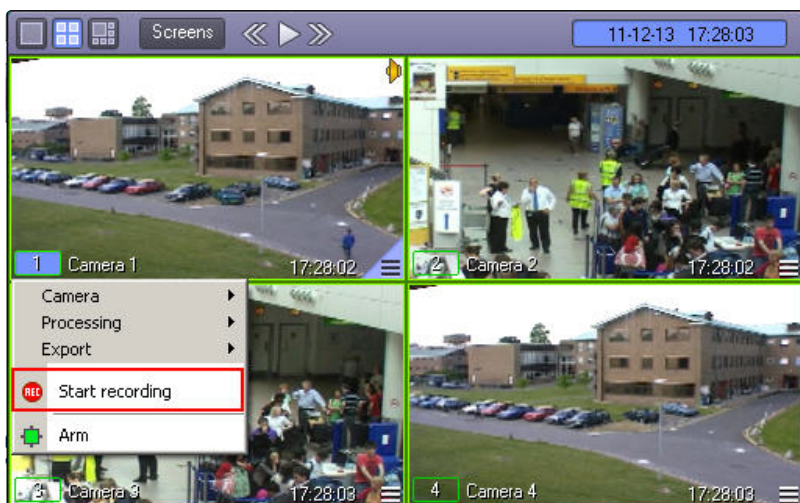 Screens
11-12-13 17:28:03
1 Camera 1 17:28:02
2 Camera 2 17:28:02
Camera
Processing
Export
REC Start recording
Arm
3 Camera 3 17:28:03
4 Camera 4 17:28:03